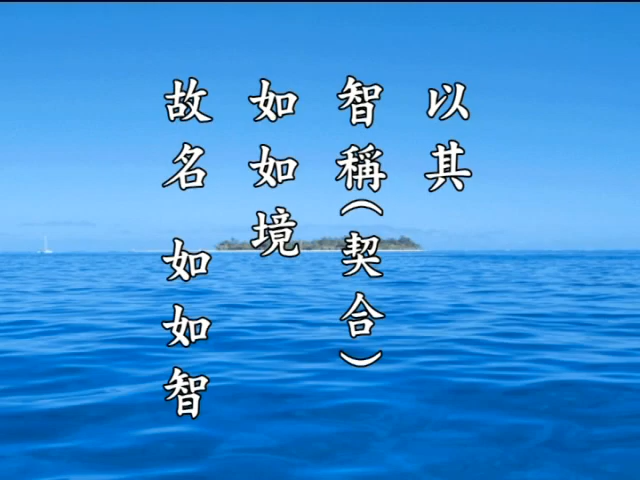 以其
智稱（契合）
如如境
故名 如如智